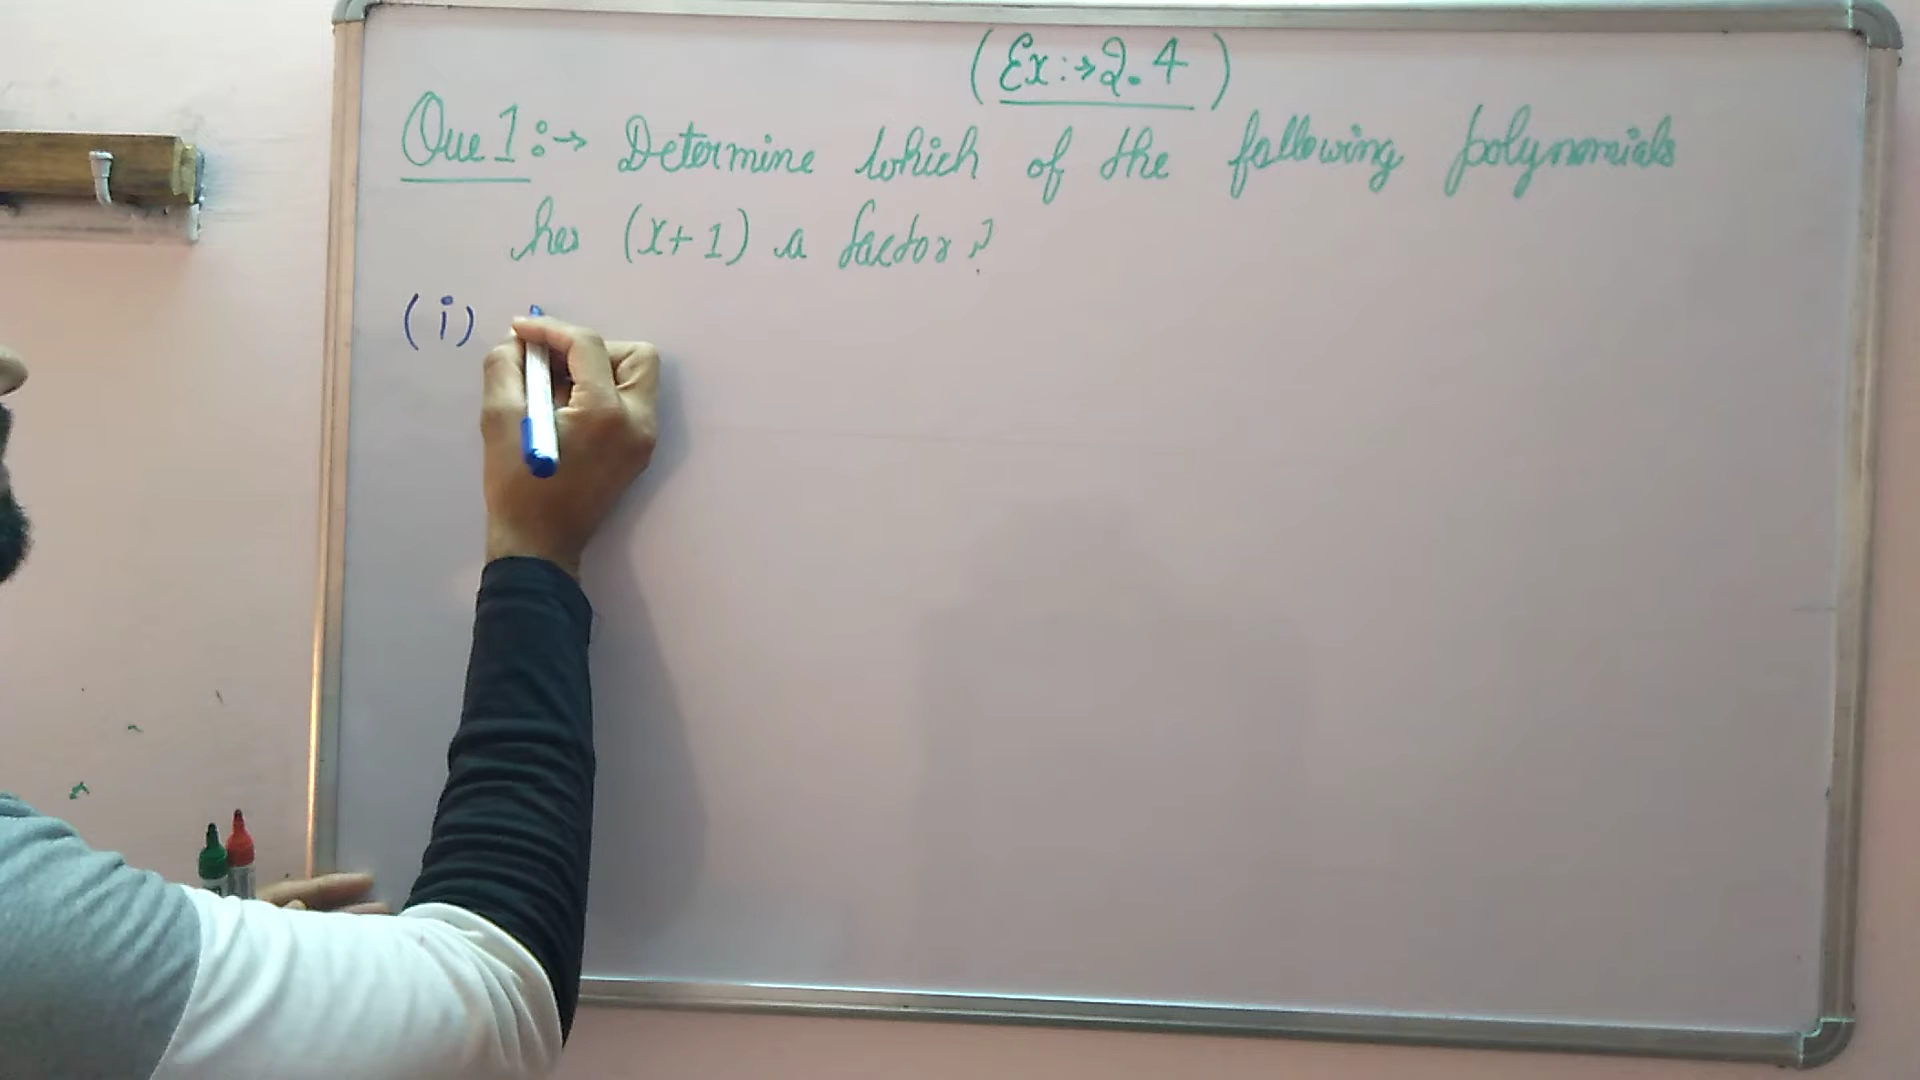 (Ex:→2.4)
Que 1:→ Determine which of the following polynomials
has (x+1) a factor?
(i)